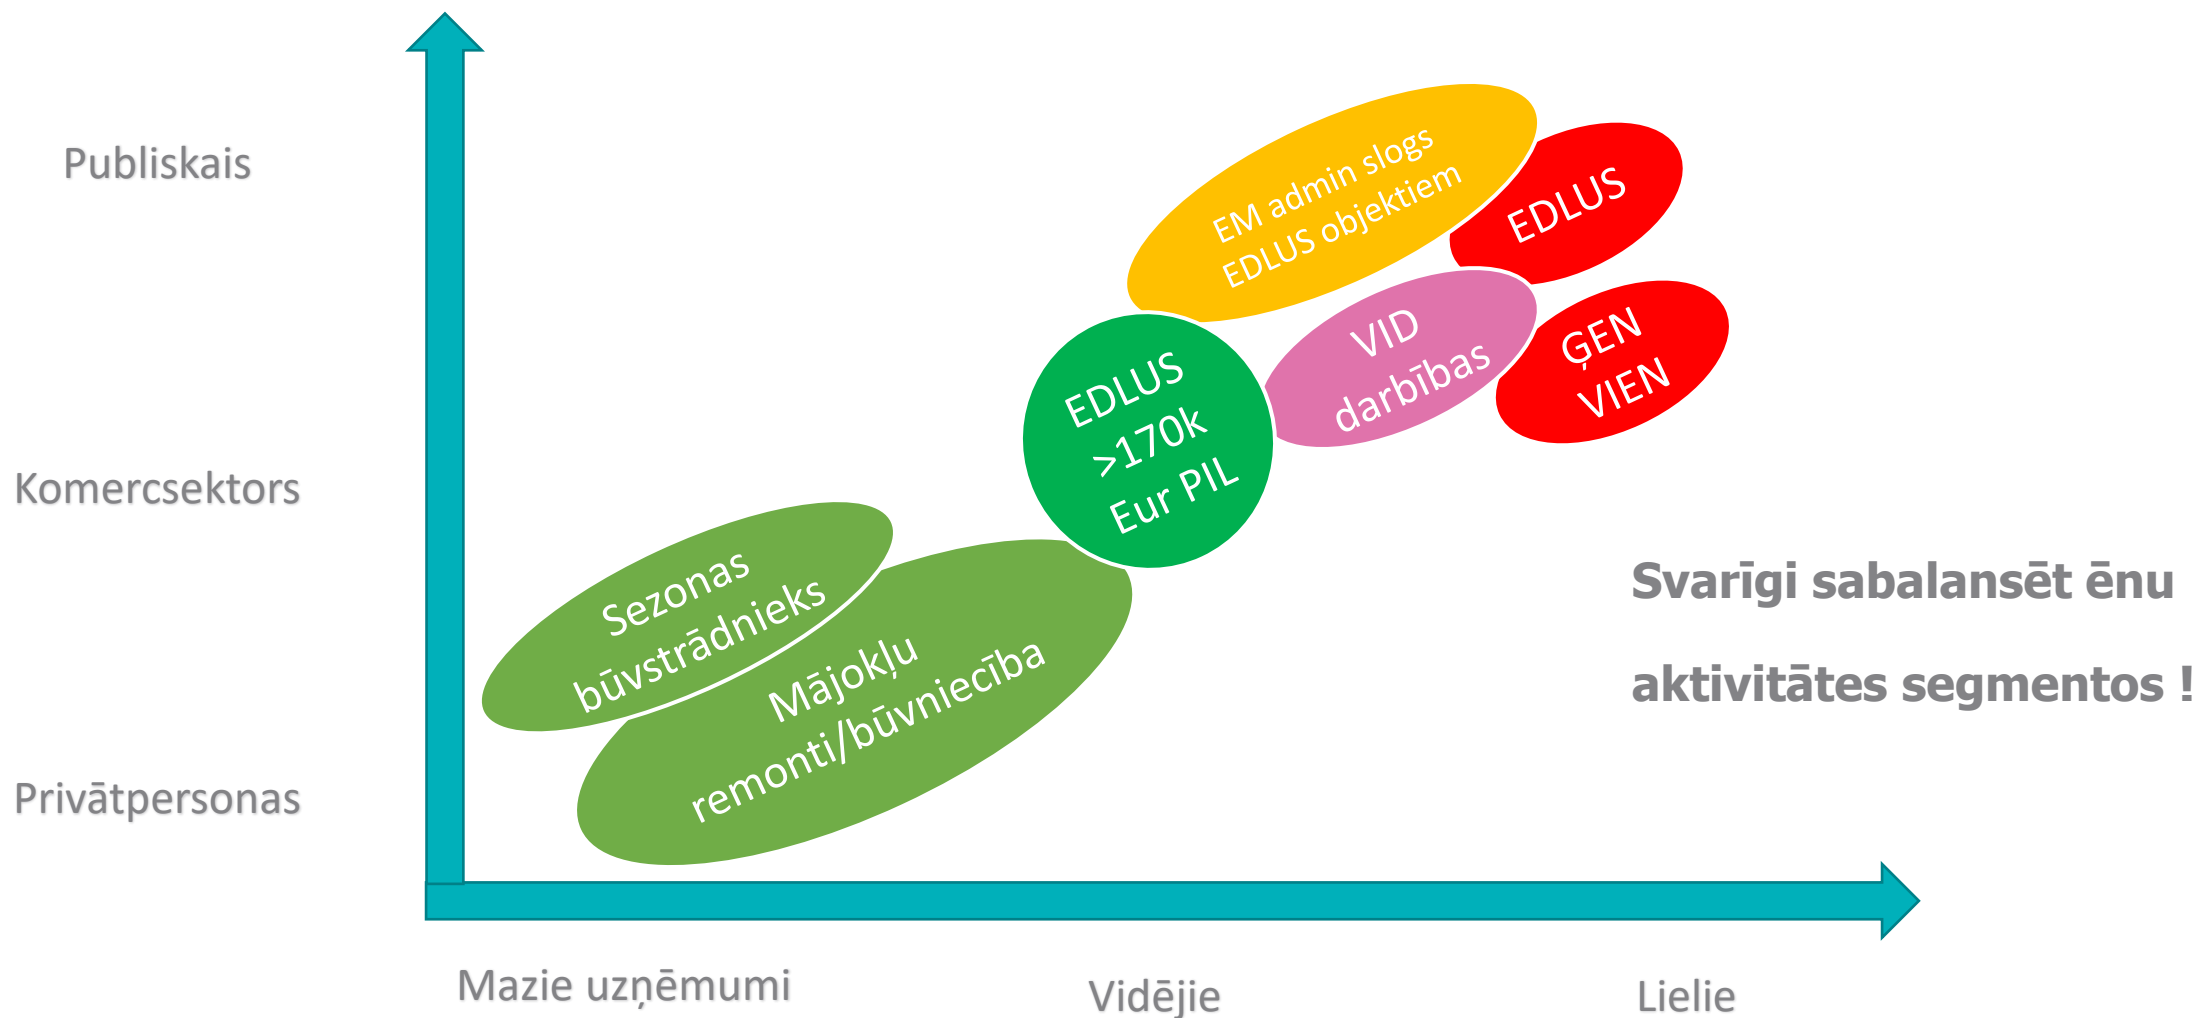 Publiskais
Komercsektors
Privātpersonas
EM admin slogs
EDLUS objektiem
EDLUS
VID
darbības
ĢEN
VIEN
EDLUS
>170k
Eur PIL
Sezonas
būvstrādnieks
Mājokļu
remonti/būvniecība
Svarīgi sabalansēt ēnu
aktivitātes segmentos !
Mazie uzņēmumi
Vidējie
Lielie